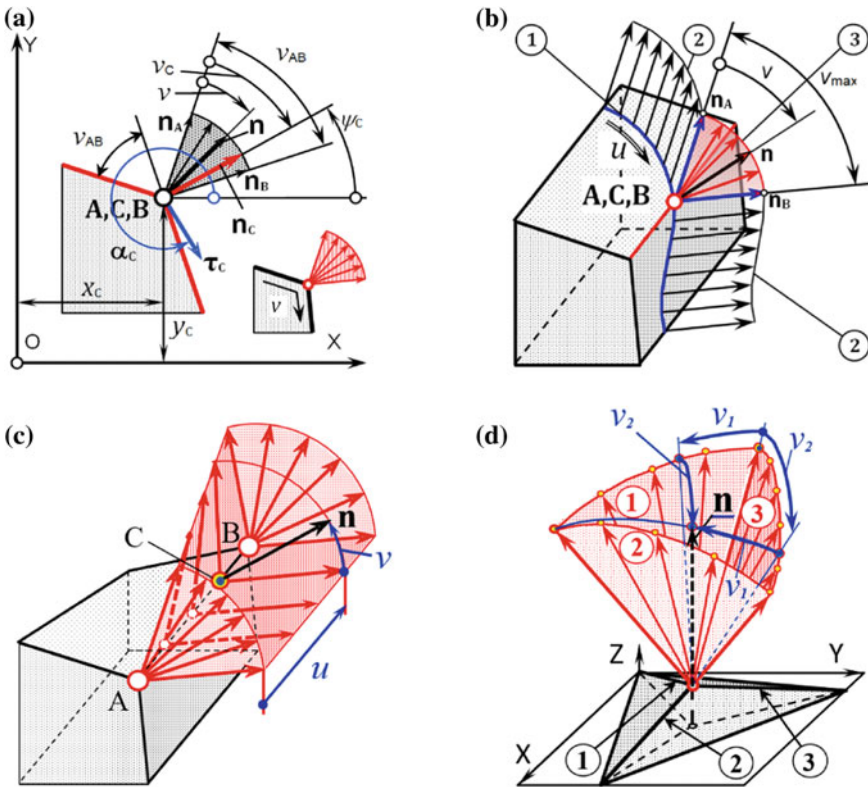 (a)
Y
ν_AB
ν_C
ν
ν_AB
ψ_C
n_A
n
n_B
n_C
A,C,B
α_C
τ_C
x_C
y_C
ν
O
X
(b)
1
2
3
n_A
ν
ν_max
u
n
A,C,B
n_B
2
(c)
C
B
n
ν
A
u
(d)
ν_1
ν_2
ν_2
1
n
3
2
ν_1
Z
Y
X
1
2
3